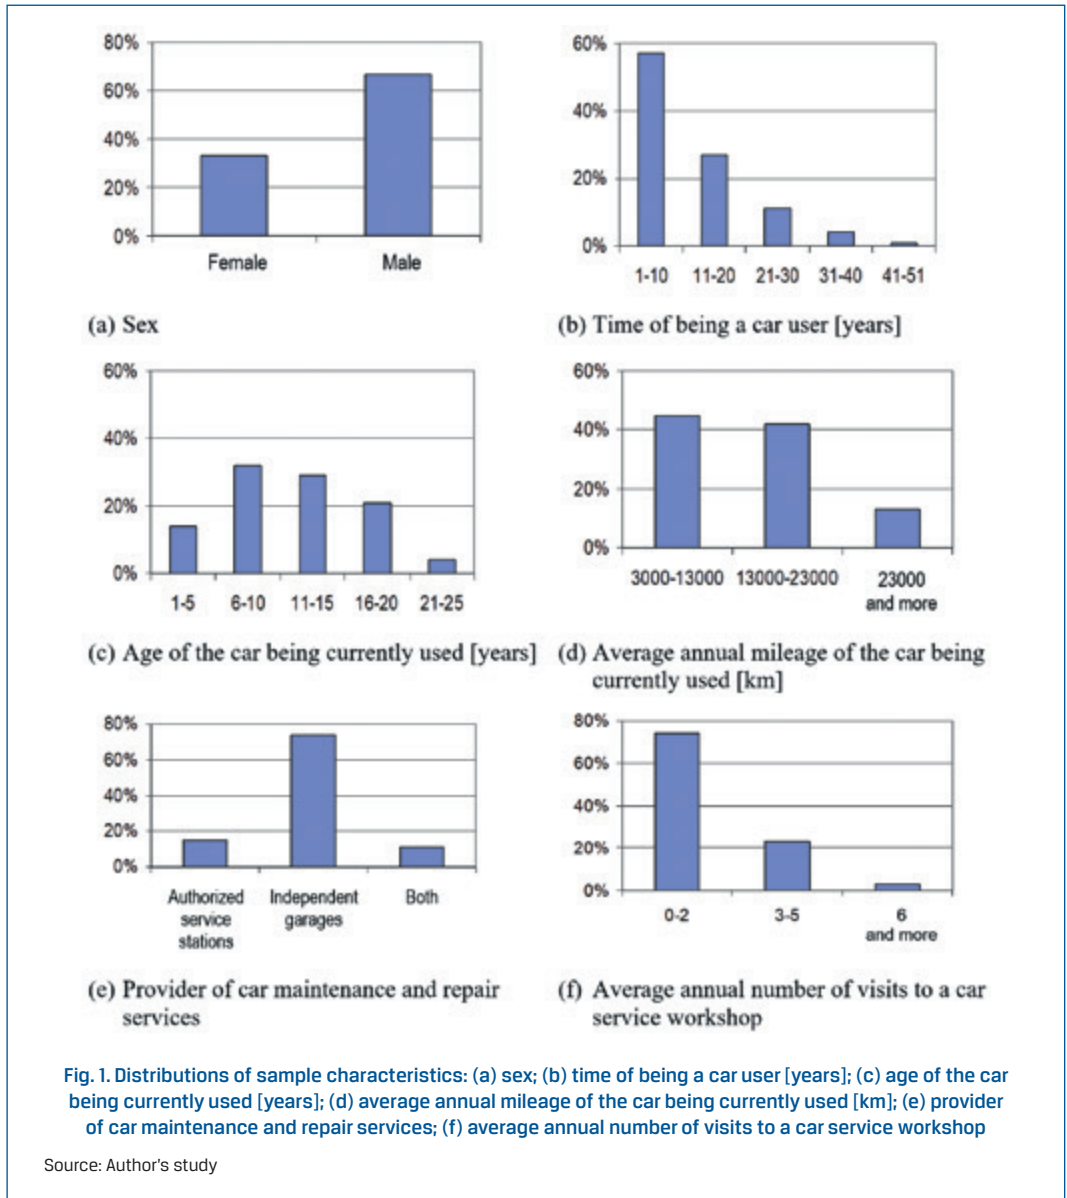 80%
60%
40%
20%
0%
Female Male
(a) Sex
60%
40%
20%
0%
1-10 11-20 21-30 31-40 41-51
(b) Time of being a car user [years]
60%
40%
20%
0%
1-5 6-10 11-15 16-20 21-25
(c) Age of the car being currently used [years]
60%
40%
20%
0%
3000-13000 13000-23000 23000
and more
(d) Average annual mileage of the car being
currently used [km]
80%
60%
40%
20%
0%
Authorized Independent Both
service garages
stations
(e) Provider of car maintenance and repair
services
80%
60%
40%
20%
0%
0-2 3-5 6
and more
(f) Average annual number of visits to a car
service workshop
Fig. 1. Distributions of sample characteristics: (a) sex; (b) time of being a car user [years]; (c) age of the car
being currently used [years]; (d) average annual mileage of the car being currently used [km]; (e) provider
of car maintenance and repair services; (f) average annual number of visits to a car service workshop
Source: Author's study